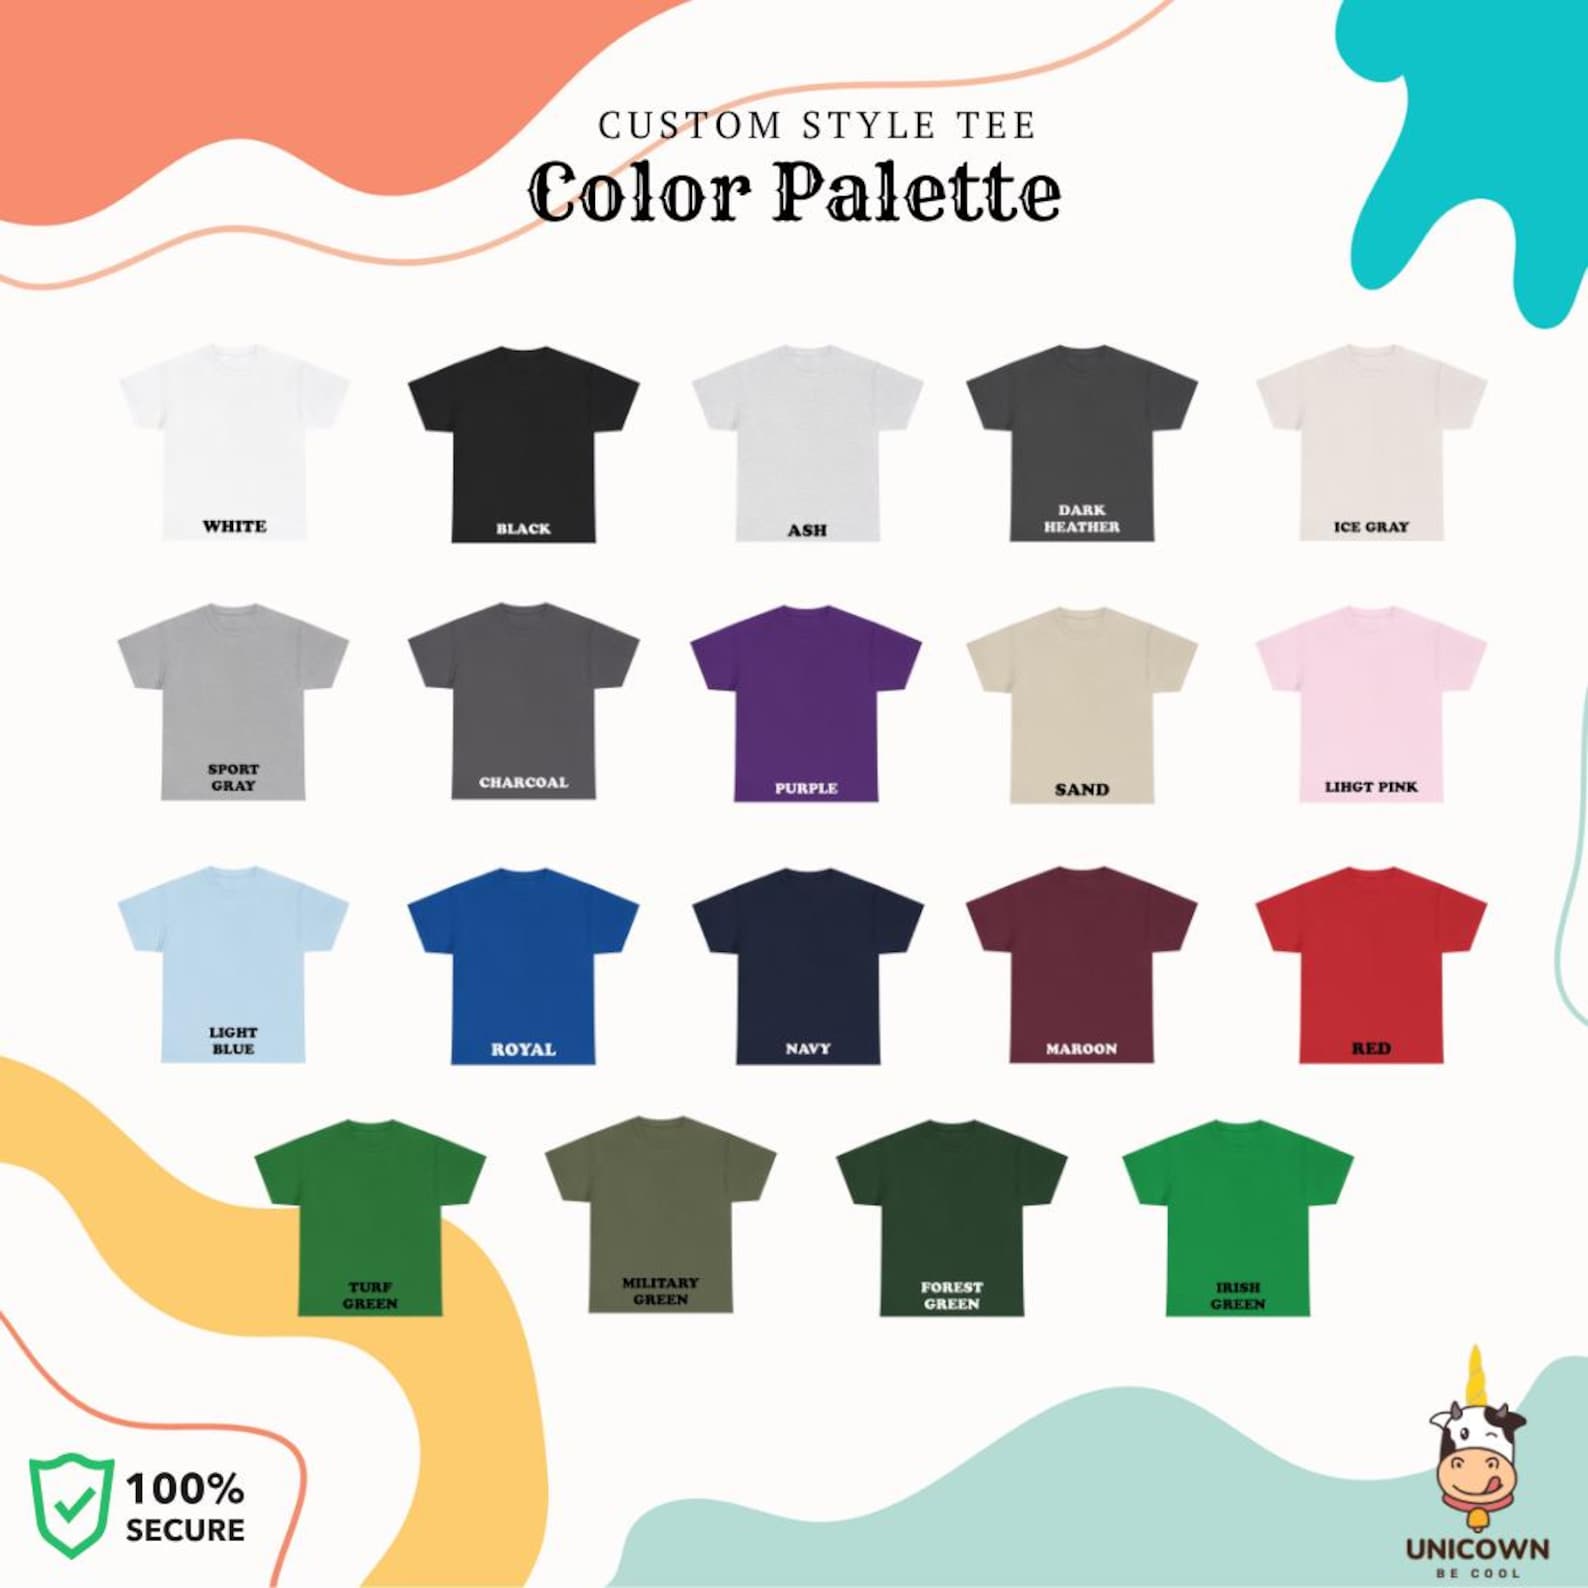 CUSTOM STYLE TEE
Color Palette
WHITE
BLACK
ASH
DARK
HEATHER
ICE GRAY
SPORT
GRAY
CHARCOAL
PURPLE
SAND
LIHGT PINK
LIGHT
BLUE
ROYAL
NAVY
MAROON
RED
TURF
GREEN
MILITARY
GREEN
FOREST
GREEN
IRISH
GREEN
100%
SECURE
UNICOWN
BE COOL